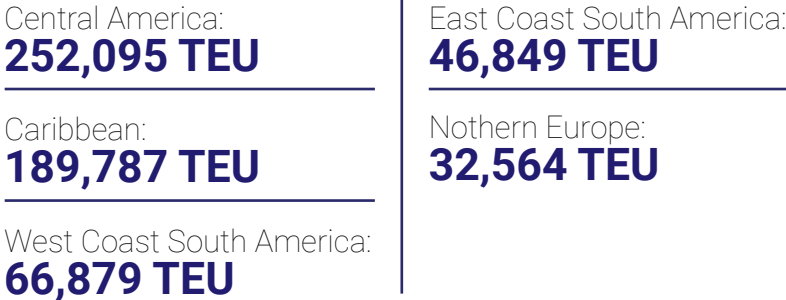 Central America:
252,095 TEU
Caribbean:
189,787 TEU
West Coast South America:
66,879 TEU
East Coast South America:
46,849 TEU
Nothern Europe:
32,564 TEU